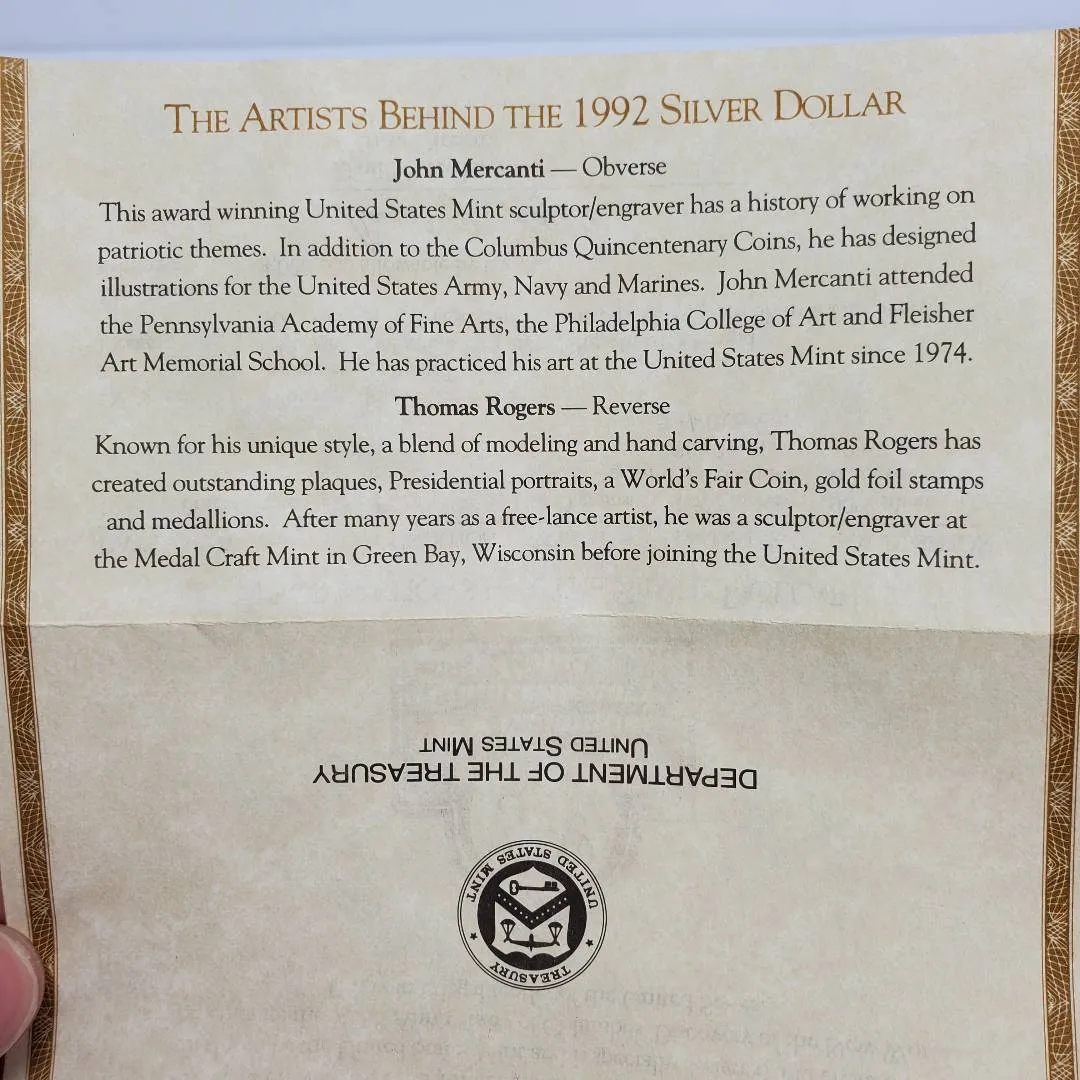 THE ARTISTS BEHIND THE 1992 SILVER DOLLAR
John Mercanti — Obverse
This award winning United States Mint sculptor/engraver has a history of working on
patriotic themes. In addition to the Columbus Quincentenary Coins, he has designed
illustrations for the United States Army, Navy and Marines. John Mercanti attended
the Pennsylvania Academy of Fine Arts, the Philadelphia College of Art and Fleisher
Art Memorial School. He has practiced his art at the United States Mint since 1974.
Thomas Rogers — Reverse
Known for his unique style, a blend of modeling and hand carving, Thomas Rogers has
created outstanding plaques, Presidential portraits, a World's Fair Coin, gold foil stamps
and medallions. After many years as a free-lance artist, he was a sculptor/engraver at
the Medal Craft Mint in Green Bay, Wisconsin before joining the United States Mint.
DEPARTMENT OF THE TREASURY
UNITED STATES MINT
TREASURY
UNITED STATES MINT